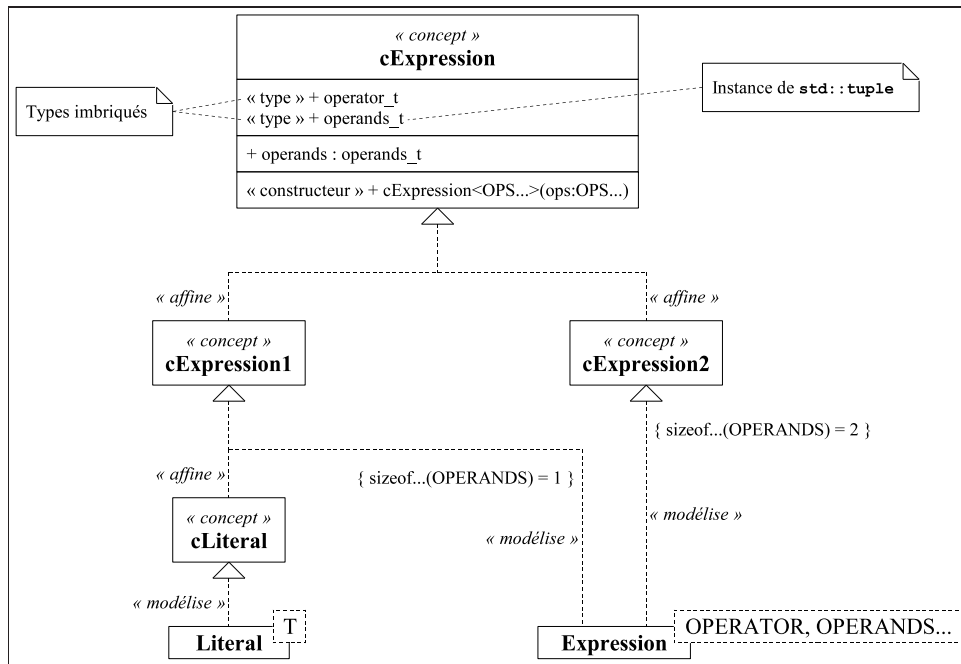 « concept »
cExpression
« type » + operator_t
« type » + operands_t
Types imbriqués
Instance de std::tuple
+ operands : operands_t
« constructeur » + cExpression<OPS...>(ops:OPS...)
« affine »
« affine »
« concept »
cExpression1
« concept »
cExpression2
{ sizeof...(OPERANDS) = 2 }
« affine »
{ sizeof...(OPERANDS) = 1 }
« concept »
cLiteral
« modélise »
« modélise »
« modélise »
Literal
T
Expression
OPERATOR, OPERANDS...